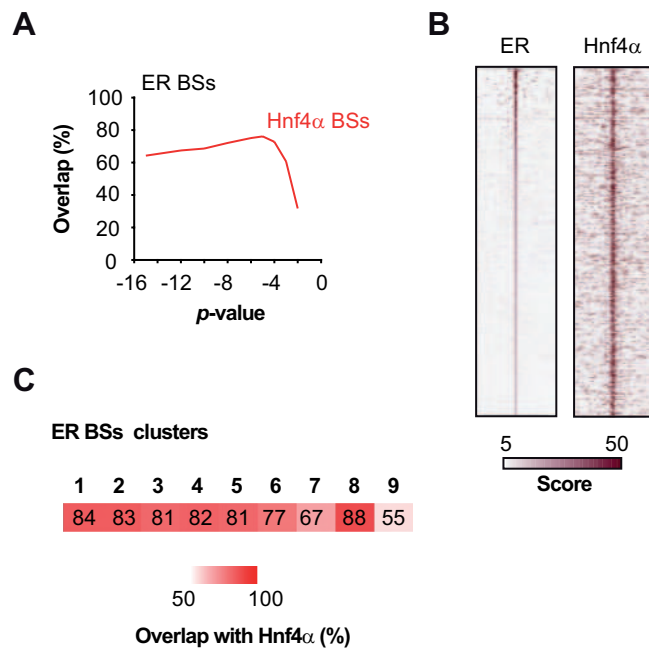 A
ER BSs
Hnf4α BSs
Overlap (%)
100
80
60
40
20
0
-16 -12 -8 -4 0
p-value
B
ER Hnf4α
5 50
Score
C
ER BSs clusters
1 2 3 4 5 6 7 8 9
84 83 81 82 81 77 67 88 55
50 100
Overlap with Hnf4α (%)